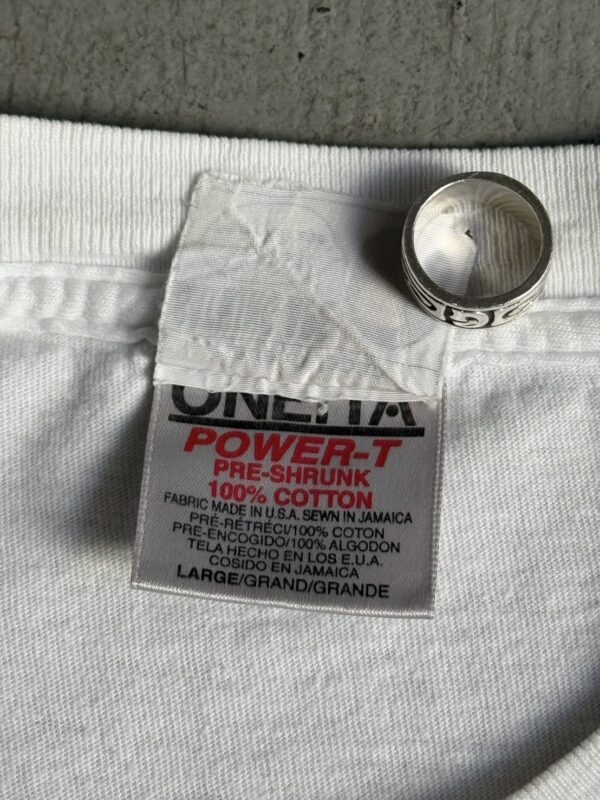 ONEITA
POWER-T
PRE-SHRUNK
100% COTTON
FABRIC MADE IN U.S.A. SEWN IN JAMAICA
PRÉ-RÉTRÉCI/100% COTON
PRE-ENCOGIDO/100% ALGODON
TELA HECHO EN LOS E.U.A.
COSIDO EN JAMAICA
LARGE/GRAND/GRANDE